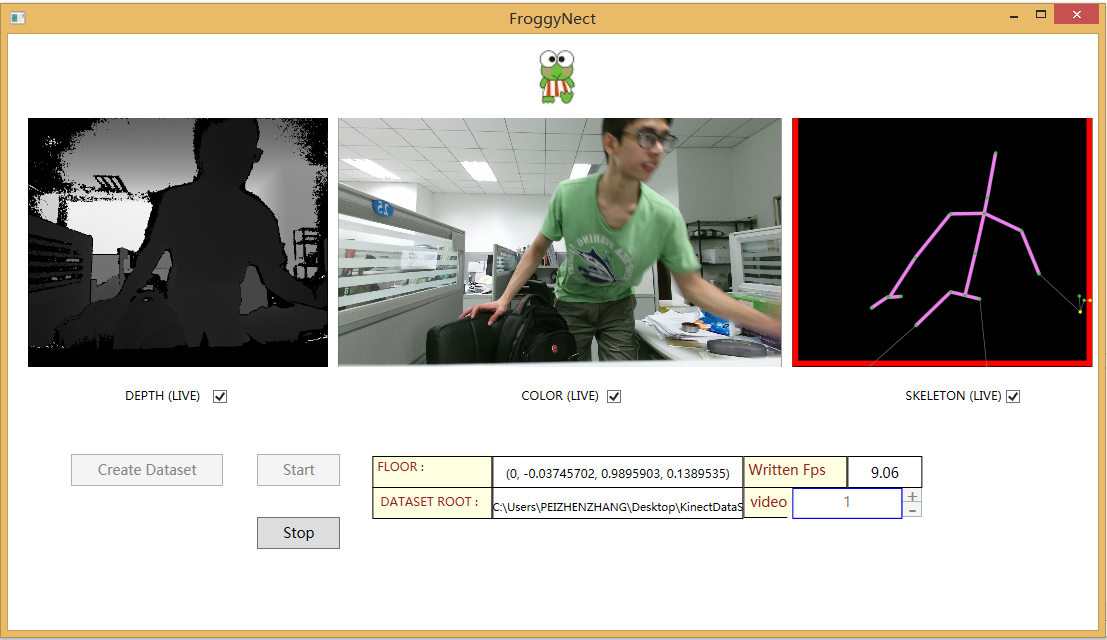 FroggyNect
25
DEPTH (LIVE)
COLOR (LIVE)
SKELETON (LIVE)
Create Dataset
Start
FLOOR :
(0, -0.03745702, 0.9895903, 0.1389535)
Written Fps
9.06
DATASET ROOT :
C:\Users\PEIZHENZHANG\Desktop\KinectDataS
video
1
+
-
Stop